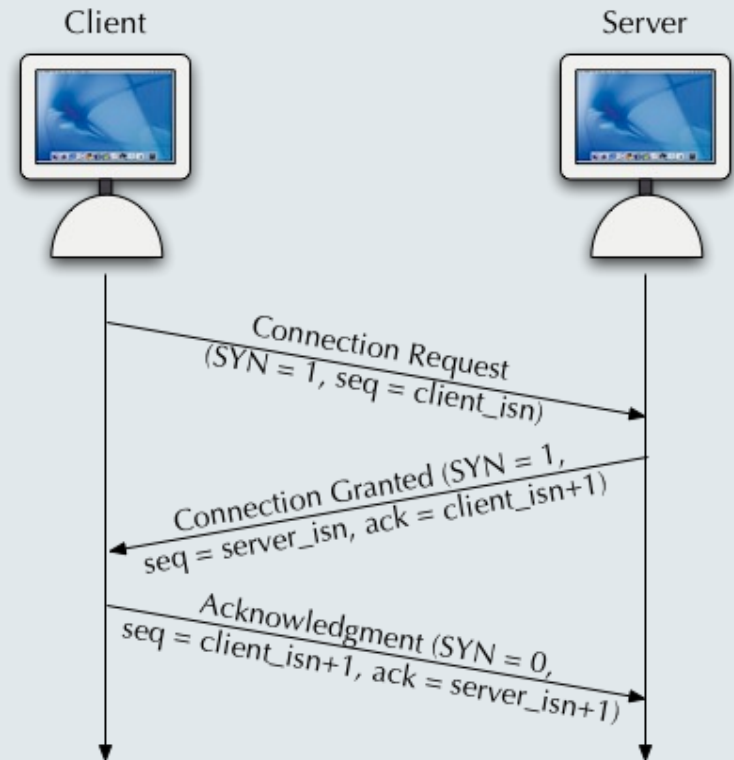 Client
Server
Connection Request
(SYN = 1, seq = client_isn)
Connection Granted (SYN = 1,
seq = server_isn, ack = client_isn+1)
Acknowledgment (SYN = 0,
seq = client_isn+1, ack = server_isn+1)